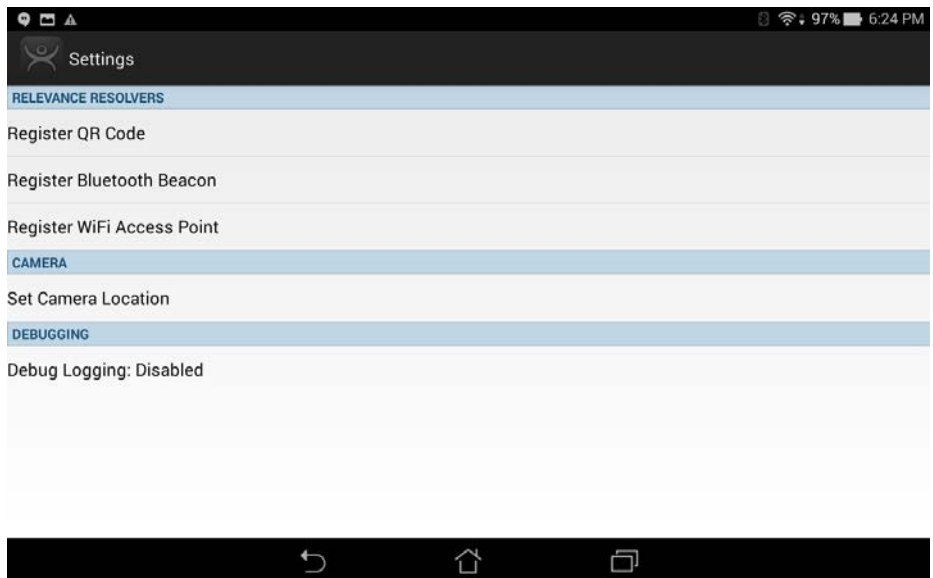 97% 6:24 PM
Settings
RELEVANCE RESOLVERS
Register QR Code
Register Bluetooth Beacon
Register WiFi Access Point
CAMERA
Set Camera Location
DEBUGGING
Debug Logging: Disabled